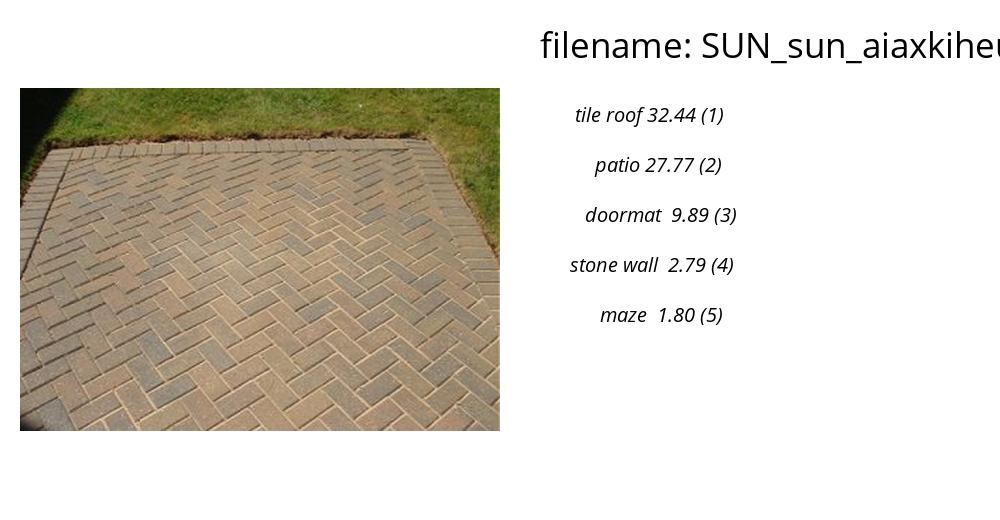 filename: SUN_sun_aiaxkiheu
tile roof 32.44 (1)
patio 27.77 (2)
doormat 9.89 (3)
stone wall 2.79 (4)
maze 1.80 (5)